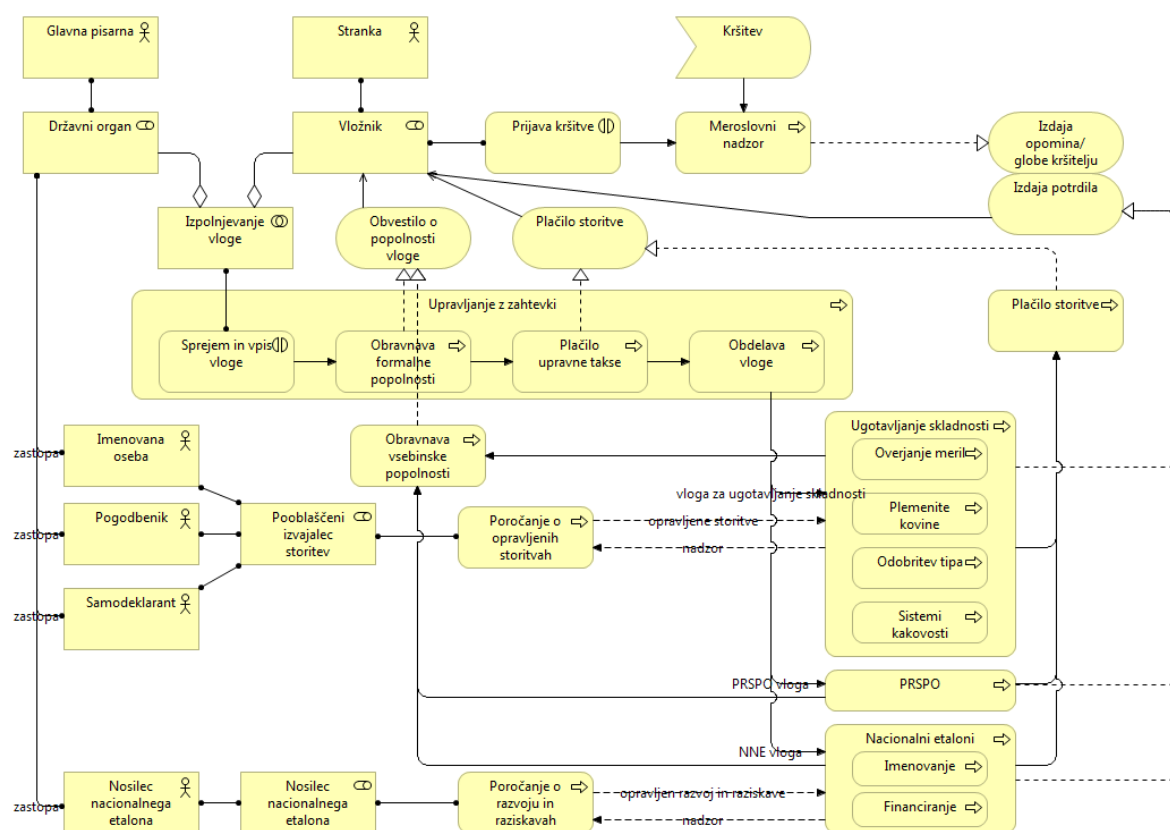 Glavna pisarna
Stranka
Kršitev
Državni organ
Vložnik
Prijava kršitve
Meroslovni
nadzor
Izdaja
opomina/
globe kršitelju
Izdaja potrdila
Izpolnjevanje
vloge
Obvestilo o
popolnosti
vloge
Plačilo storitve
Upravljanje z zahtevki
Plačilo storitve
Sprejem in vpis
vloge
Obravnava
formalne
popolnosti
Plačilo
upravne takse
Obdelava
vloge
Imenovana
oseba
zastopa
Obravnava
vsebinske
popolnosti
Ugotavljanje skladnosti
Overjanje meril
vloga za ugotavljanje skladnosti
Plemenite
kovine
Pogodbenik
zastopa
Pooblaščeni
izvajalec
storitev
Poročanje o
opravljenih
storitvah
opravljene storitve
nadzor
Odobritev tipa
Samodeklarant
zastopa
Sistemi
kakovosti
PRSPO vloga
PRSPO
NNE vloga
Nacionalni etaloni
Imenovanje
Financiranje
zastopa
Nosilec
nacionalnega
etalona
Nosilec
nacionalnega
etalona
Poročanje o
razvoju in
raziskavah
opravljen razvoj in raziskave
nadzor